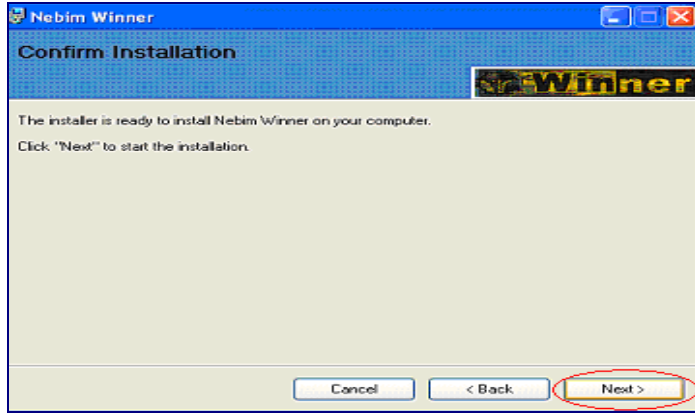 Nebim Winner
Confirm Installation
Winner
The installer is ready to install Nebim Winner on your computer.
Click "Next" to start the installation.
Cancel
< Back
Next >